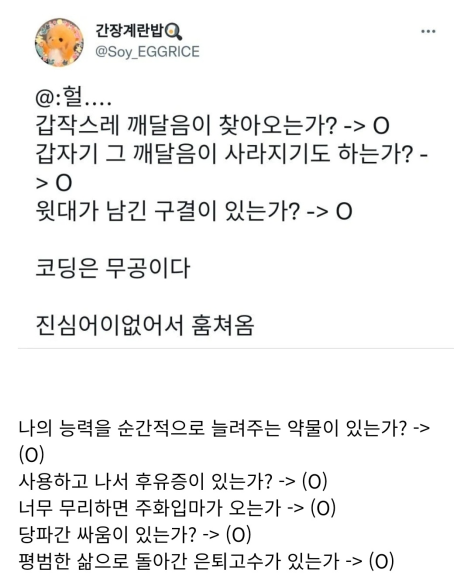 간장계란밥🍳
@Soy_EGGRICE
@:헐....
갑작스레 깨달음이 찾아오는가? -> O
갑자기 그 깨달음이 사라지기도 하는가? -
> O
윗대가 남긴 구결이 있는가? -> O
코딩은 무공이다
진심어이없어서 훔쳐옴
나의 능력을 순간적으로 늘려주는 약물이 있는가? ->
(O)
사용하고 나서 후유증이 있는가? -> (O)
너무 무리하면 주화입마가 오는가 -> (O)
당파간 싸움이 있는가? -> (O)
평범한 삶으로 돌아간 은퇴고수가 있는가 -> (O)